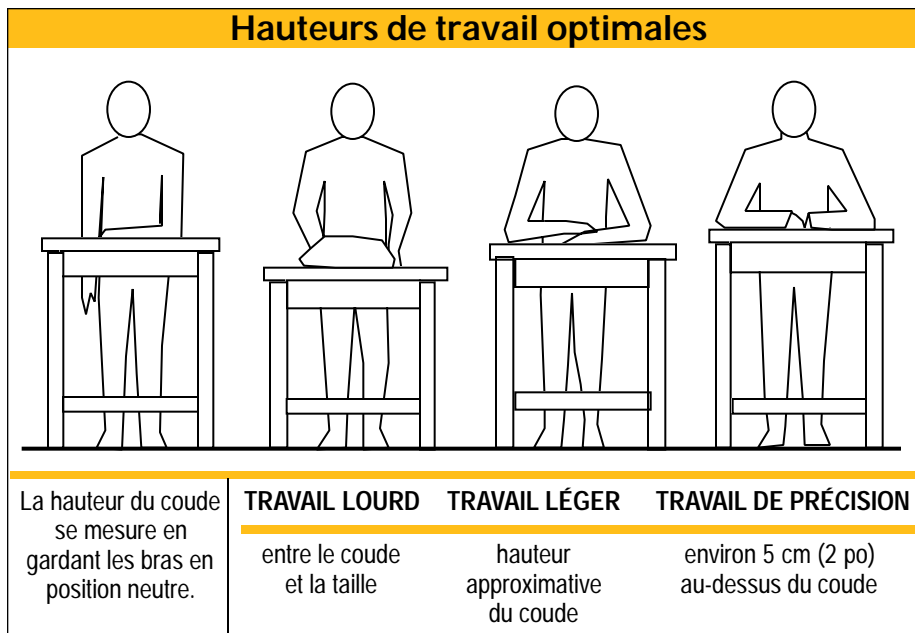 Hauteurs de travail optimales
La hauteur du coude
se mesure en
gardant les bras en
position neutre.
TRAVAIL LOURD
entre le coude
et la taille
TRAVAIL LÉGER
hauteur
approximative
du coude
TRAVAIL DE PRÉCISION
environ 5 cm (2 po)
au-dessus du coude